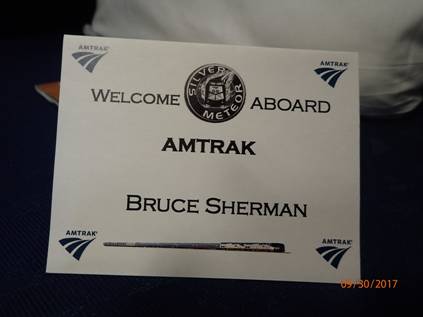 AMTRAK AMTRAK
SILVER
METEOR
WELCOME ABOARD
AMTRAK
BRUCE SHERMAN
AMTRAK AMTRAK
09/30/2017